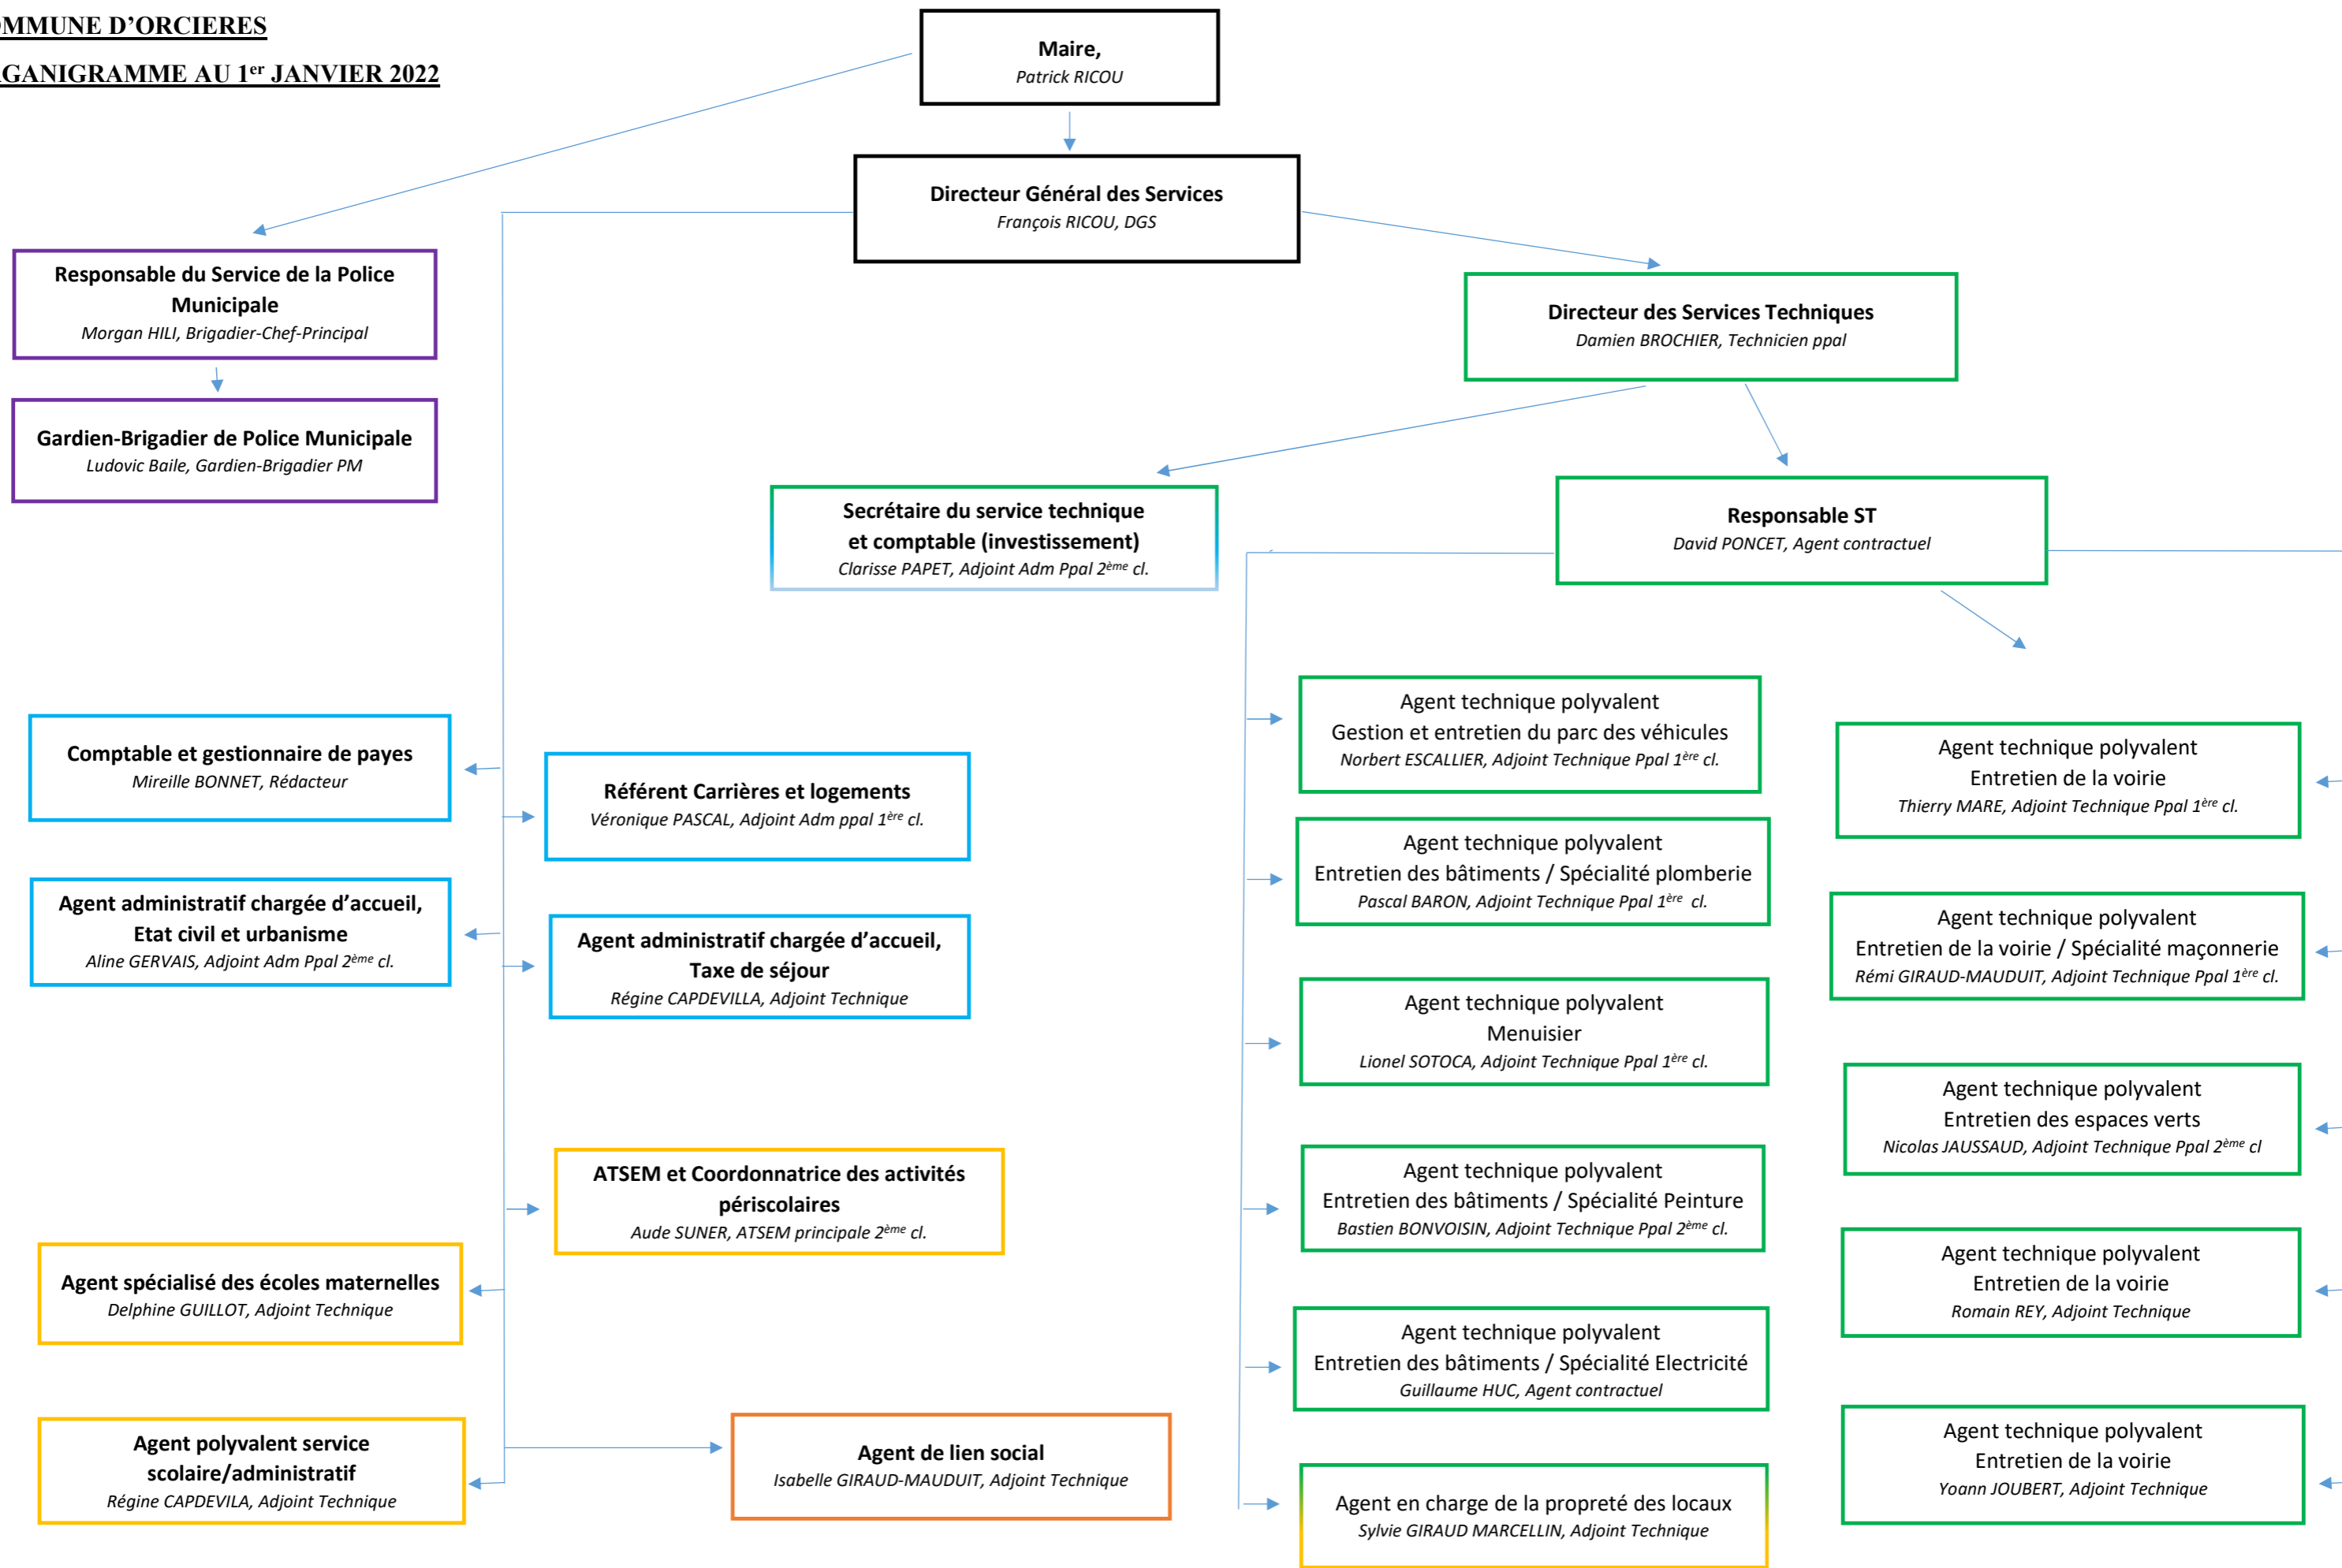 OMMUNE D’ORCIERES
RGANIGRAMME AU 1er JANVIER 2022
Maire,
Patrick RICOU
Directeur Général des Services
François RICOU, DGS
Responsable du Service de la Police
Municipale
Morgan HILI, Brigadier-Chef-Principal
Directeur des Services Techniques
Damien BROCHIER, Technicien ppal
Gardien-Brigadier de Police Municipale
Ludovic Baile, Gardien-Brigadier PM
Secrétaire du service technique
et comptable (investissement)
Clarisse PAPET, Adjoint Adm Ppal 2ème cl.
Responsable ST
David PONCET, Agent contractuel
Comptable et gestionnaire de payes
Mireille BONNET, Rédacteur
Référent Carrières et logements
Véronique PASCAL, Adjoint Adm ppal 1ère cl.
Agent administratif chargée d’accueil,
Etat civil et urbanisme
Aline GERVAIS, Adjoint Adm Ppal 2ème cl.
Agent administratif chargée d’accueil,
Taxe de séjour
Régine CAPDEVILLA, Adjoint Technique
ATSEM et Coordonnatrice des activités
périscolaires
Aude SUNER, ATSEM principale 2ème cl.
Agent spécialisé des écoles maternelles
Delphine GUILLOT, Adjoint Technique
Agent polyvalent service
scolaire/administratif
Régine CAPDEVILA, Adjoint Technique
Agent de lien social
Isabelle GIRAUD-MAUDUIT, Adjoint Technique
Agent technique polyvalent
Gestion et entretien du parc des véhicules
Norbert ESCALLIER, Adjoint Technique Ppal 1ère cl.
Agent technique polyvalent
Entretien des bâtiments / Spécialité plomberie
Pascal BARON, Adjoint Technique Ppal 1ère cl.
Agent technique polyvalent
Menuisier
Lionel SOTOCA, Adjoint Technique Ppal 1ère cl.
Agent technique polyvalent
Entretien des bâtiments / Spécialité Peinture
Bastien BONVOISIN, Adjoint Technique Ppal 2ème cl.
Agent technique polyvalent
Entretien des bâtiments / Spécialité Electricité
Guillaume HUC, Agent contractuel
Agent en charge de la propreté des locaux
Sylvie GIRAUD MARCELLIN, Adjoint Technique
Agent technique polyvalent
Entretien de la voirie
Thierry MARE, Adjoint Technique Ppal 1ère cl.
Agent technique polyvalent
Entretien de la voirie / Spécialité maçonnerie
Rémi GIRAUD-MAUDUIT, Adjoint Technique Ppal 1ère cl.
Agent technique polyvalent
Entretien des espaces verts
Nicolas JAUSSAUD, Adjoint Technique Ppal 2ème cl
Agent technique polyvalent
Entretien de la voirie
Romain REY, Adjoint Technique
Agent technique polyvalent
Entretien de la voirie
Yoann JOUBERT, Adjoint Technique